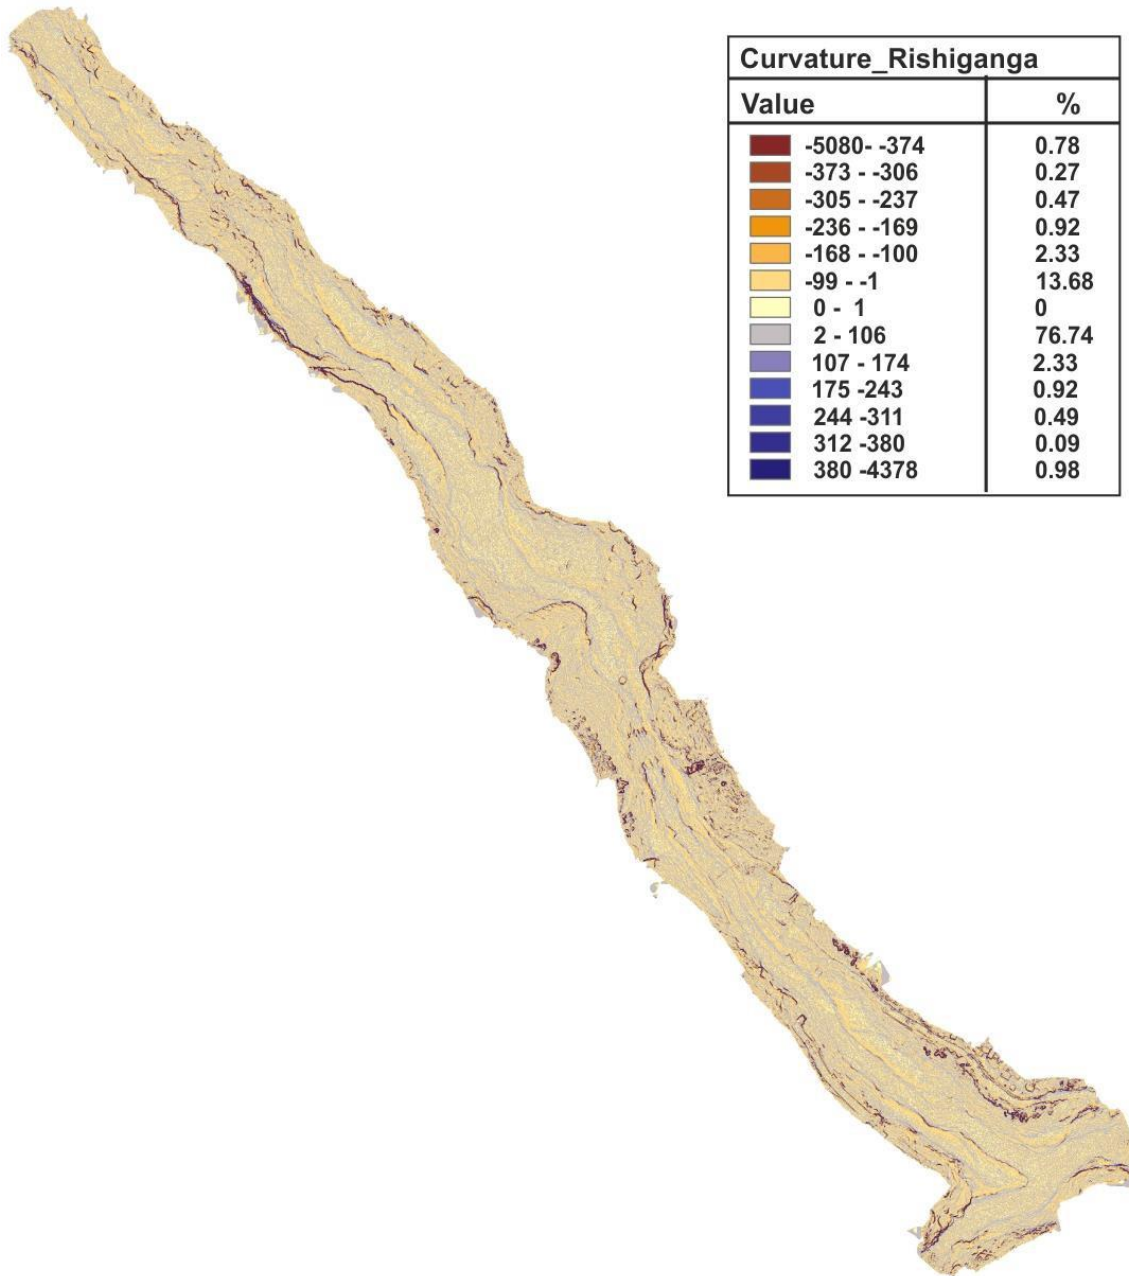 Curvature_Rishiganga
Value %
-5080- -374 0.78
-373 - -306 0.27
-305 - -237 0.47
-236 - -169 0.92
-168 - -100 2.33
-99 - -1 13.68
0 - 1 0
2 - 106 76.74
107 - 174 2.33
175 -243 0.92
244 -311 0.49
312 -380 0.09
380 -4378 0.98